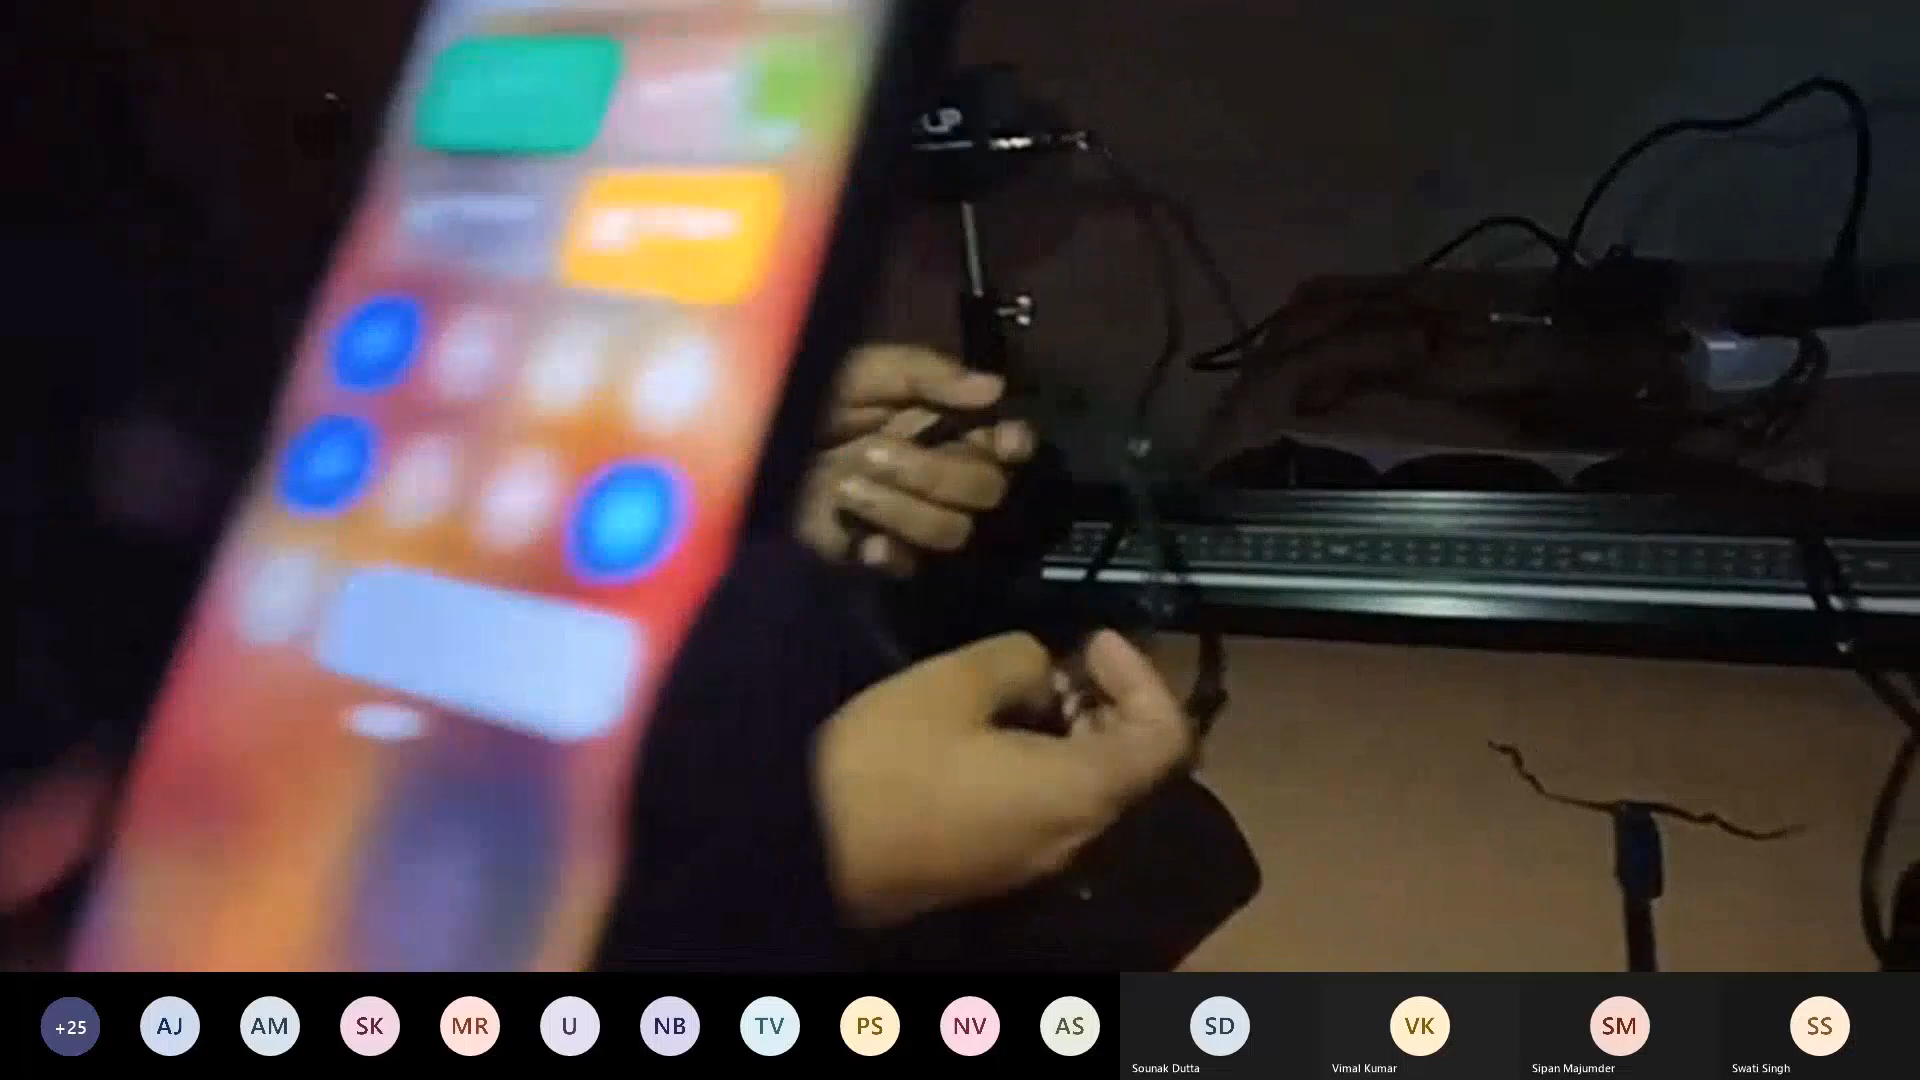 +25
AJ
AM
SK
MR
U
NB
TV
PS
NV
AS
SD
VK
SM
SS
Sounak Dutta
Vimal Kumar
Sipan Majumder
Swati Singh